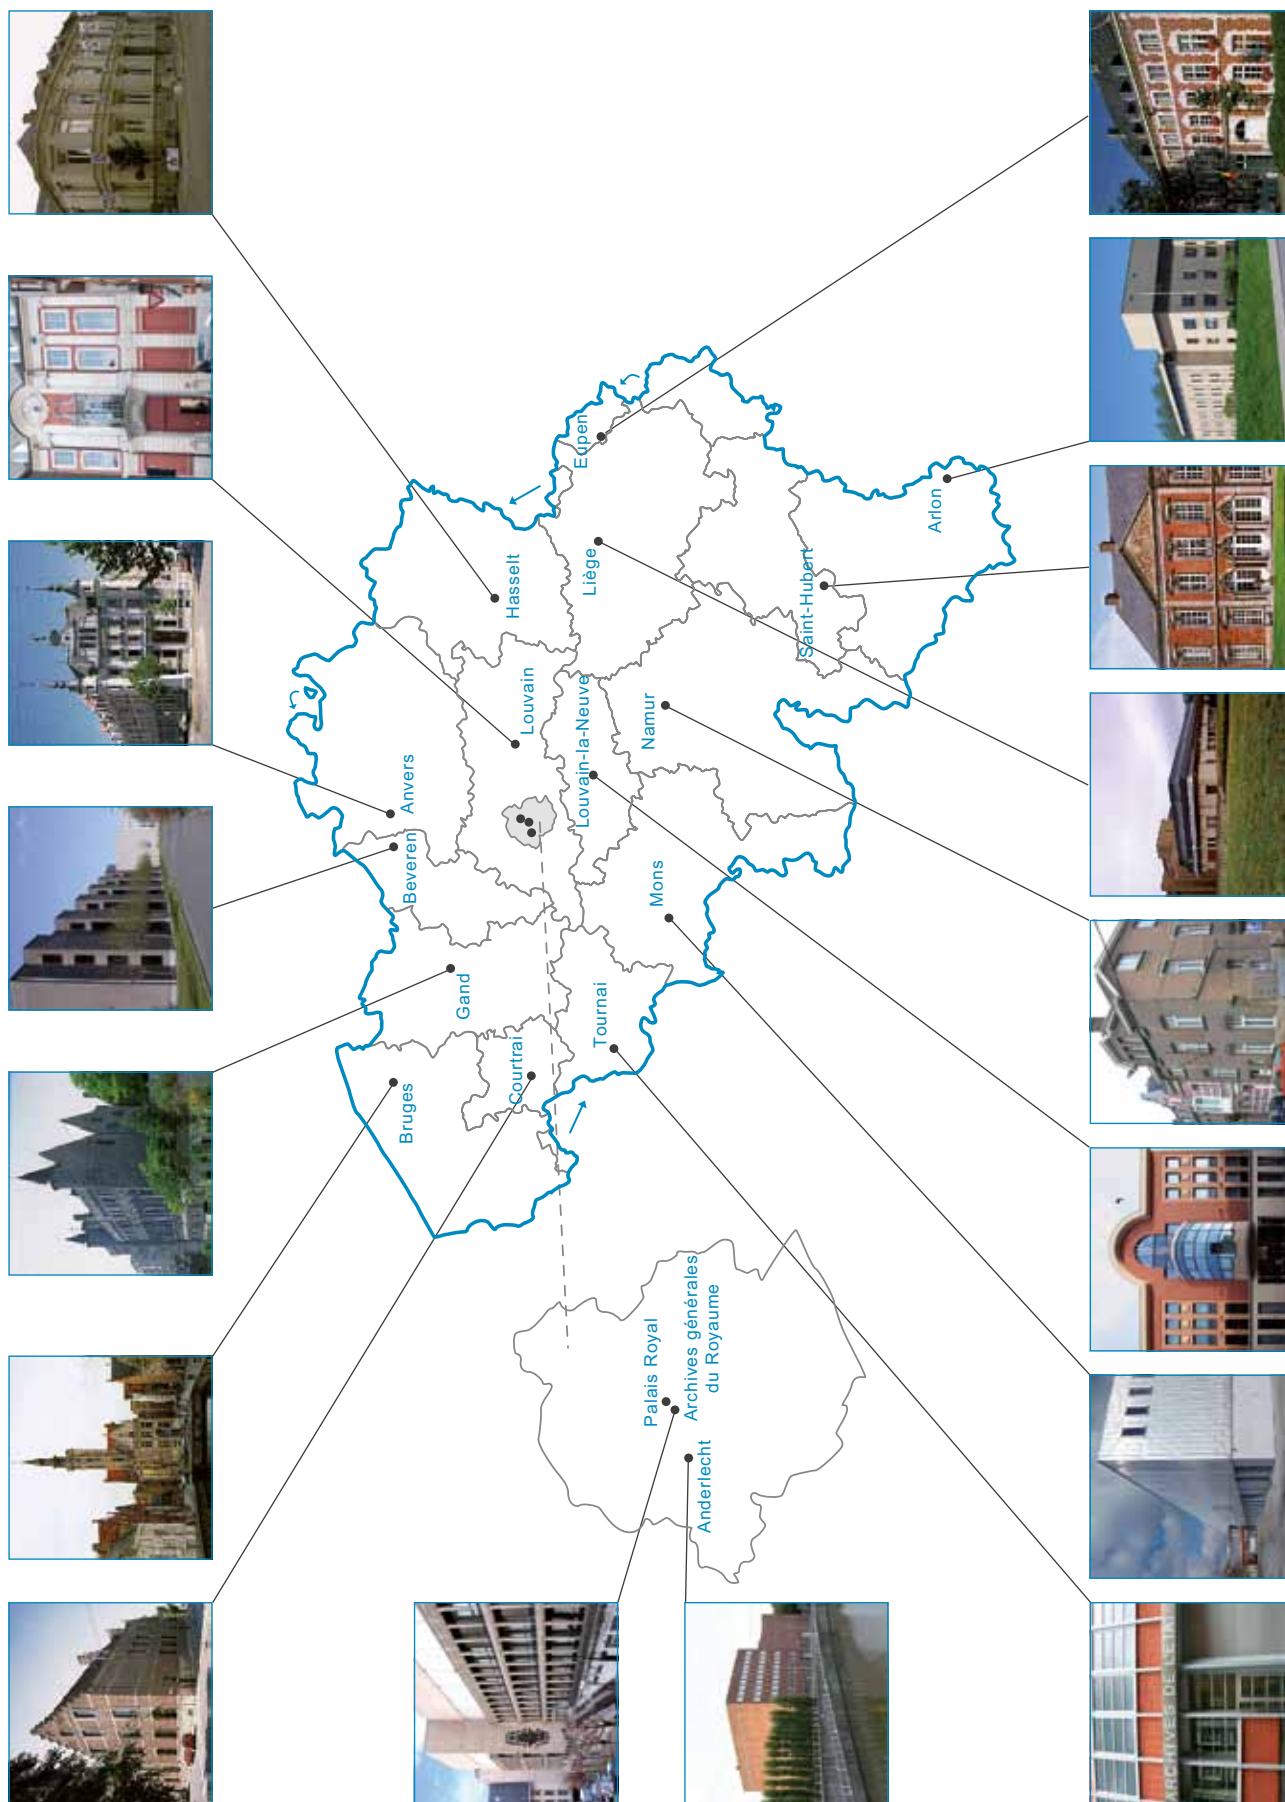 Bruges
Courtrai
Gand
Tournai
Beveren
Anvers
Mons
Louvain
Louvain-la-Neuve
Namur
Hasselt
Liège
Saint-Hubert
Eupen
Arlon
Palais Royal
Archives générales
du Royaume
Anderlecht
ARCHIVES DE L'